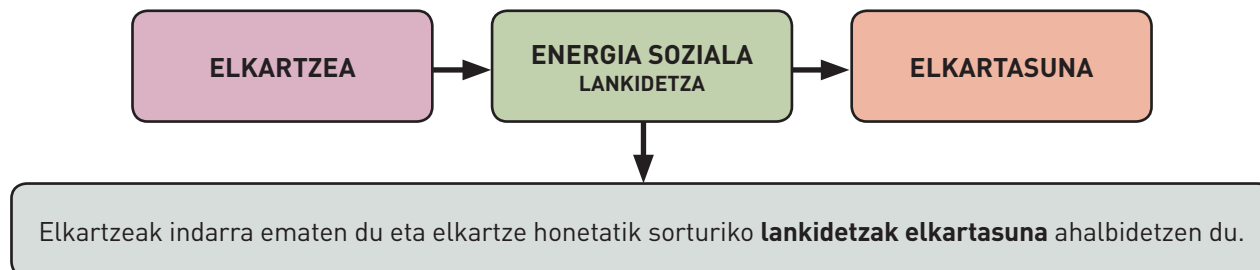 ELKARTZEA
ENERGIA SOZIALA
LANKIDETZA
ELKARTASUNA
Elkartzeak indarra ematen du eta elkartze honetatik sorturiko lankidetzak elkartasuna ahalbidetzen du.